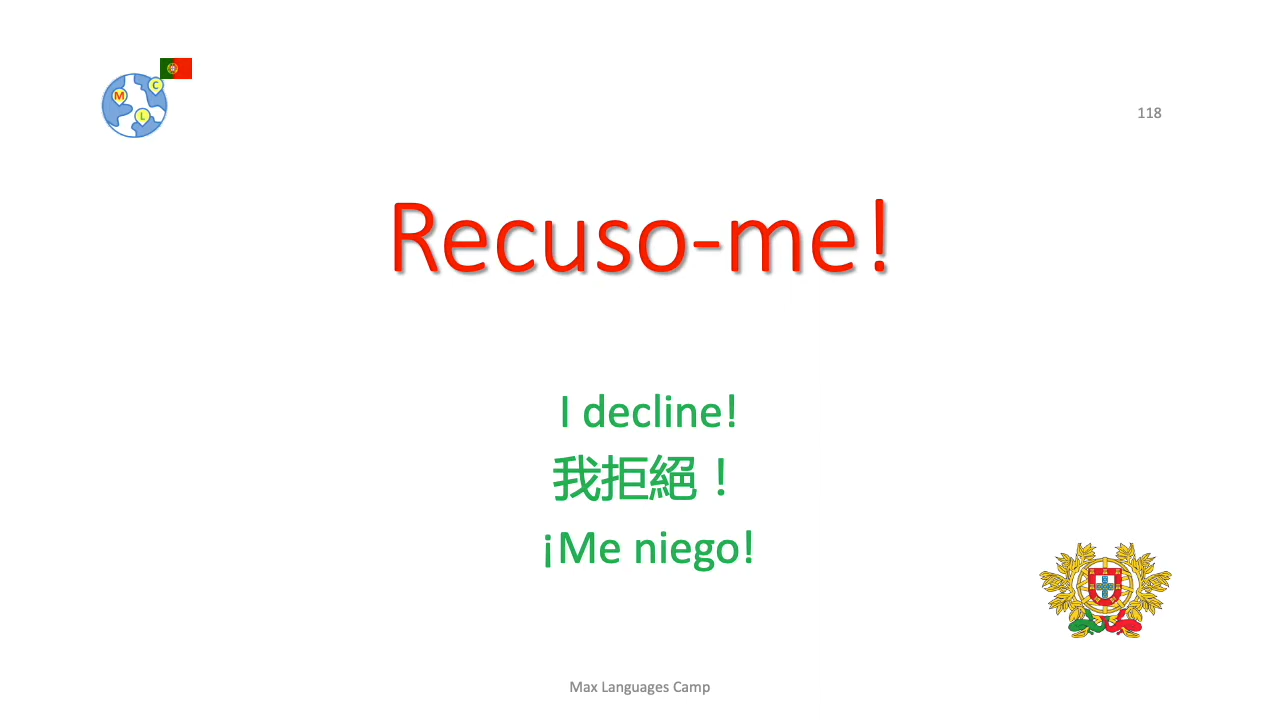 M
C
L
118
Recuso-me!
I decline!
我拒絕！
¡Me niego!
Max Languages Camp